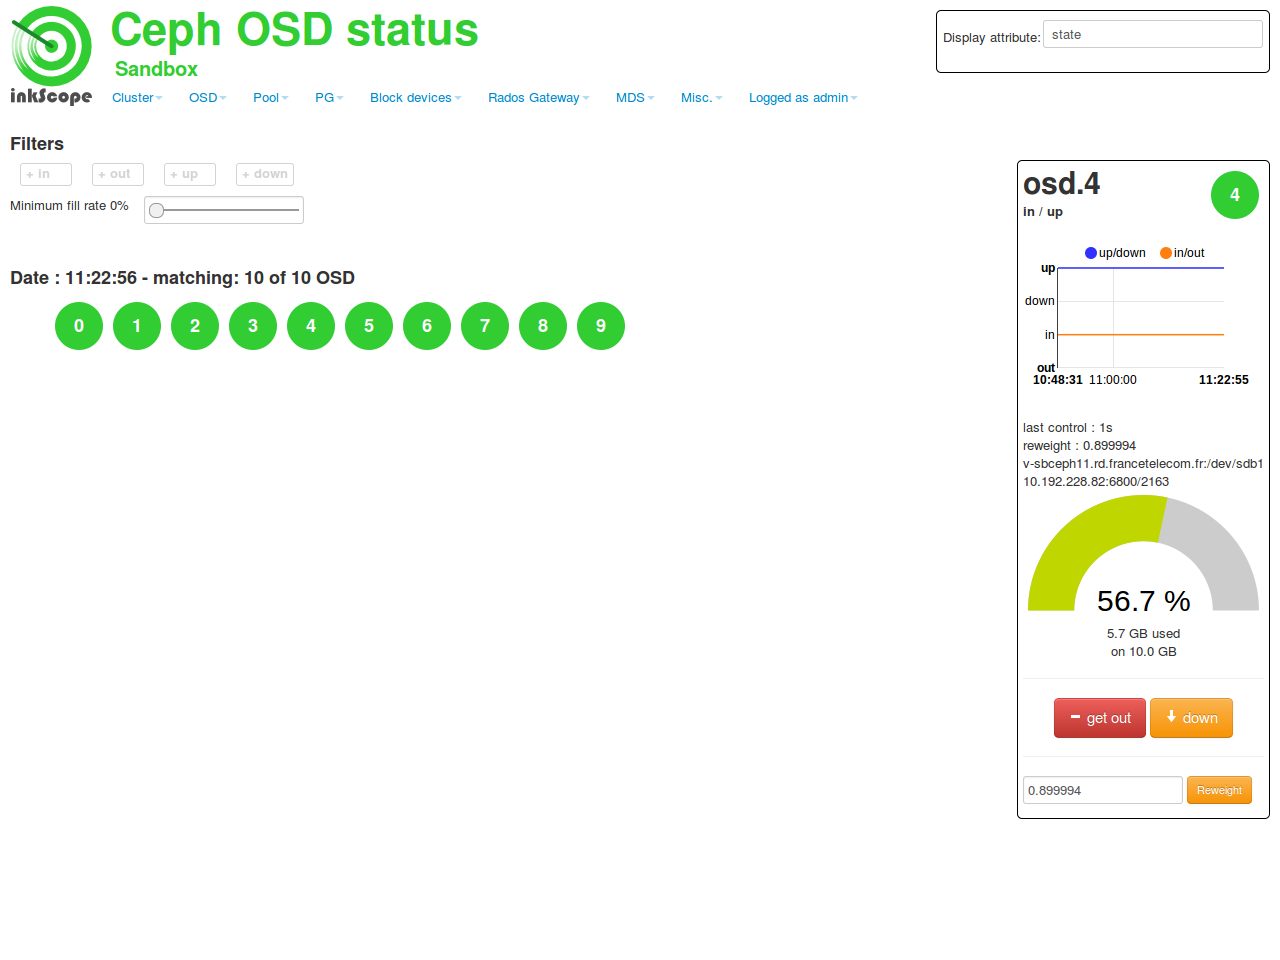 Ceph OSD status
Sandbox
inkScope
Display attribute: state
Cluster OSD Pool PG Block devices Rados Gateway MDS Misc. Logged as admin
Filters
+ in + out + up + down
Minimum fill rate 0%
Date : 11:22:56 - matching: 10 of 10 OSD
0 1 2 3 4 5 6 7 8 9
osd.4
4
in / up
up/down in/out
up
down
in
out
10:48:31 11:00:00 11:22:55
last control : 1s
reweight : 0.899994
v-sbceph11.rd.francetelecom.fr:/dev/sdb1
10.192.228.82:6800/2163
56.7 %
5.7 GB used
on 10.0 GB
get out down
0.899994 Reweight